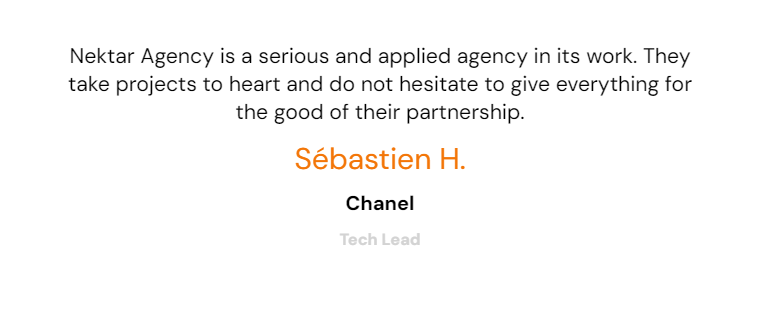 Nektar Agency is a serious and applied agency in its work. They
take projects to heart and do not hesitate to give everything for
the good of their partnership.
Sébastien H.
Chanel
Tech Lead